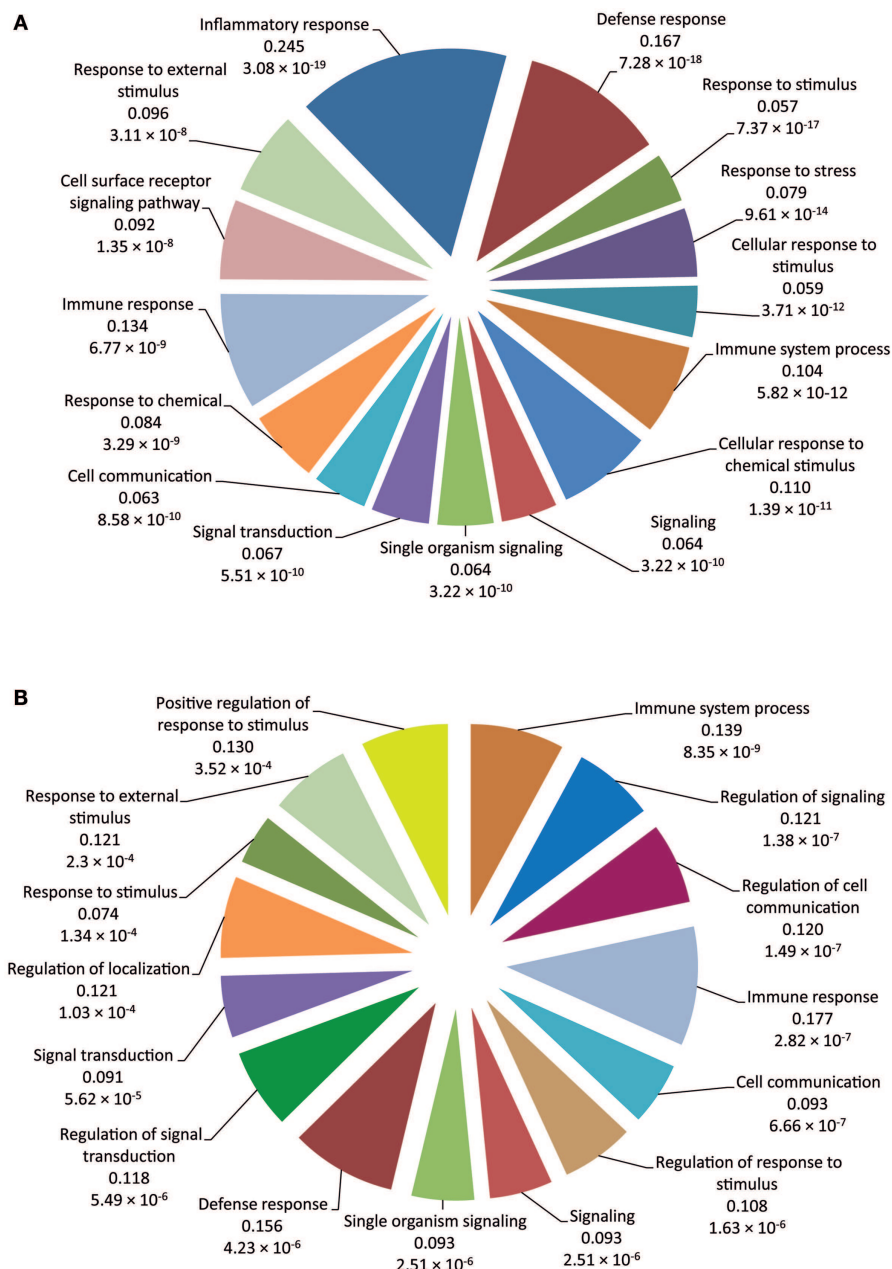 A
Inflammatory response
0.245
3.08 × 10⁻¹⁹
Defense response
0.167
7.28 × 10⁻¹⁸
Response to stimulus
0.057
7.37 × 10⁻¹⁷
Response to stress
0.079
9.61 × 10⁻¹⁴
Cellular response to
stimulus
0.059
3.71 × 10⁻¹²
Immune system process
0.104
5.82 × 10-12
Cellular response to
chemical stimulus
0.110
1.39 × 10⁻¹¹
Signaling
0.064
3.22 × 10⁻¹⁰
Single organism signaling
0.064
3.22 × 10⁻¹⁰
Signal transduction
0.067
5.51 × 10⁻¹⁰
Cell communication
0.063
8.58 × 10⁻¹⁰
Response to chemical
0.084
3.29 × 10⁻⁹
Immune response
0.134
6.77 × 10⁻⁹
Cell surface receptor
signaling pathway
0.092
1.35 × 10⁻⁸
Response to external
stimulus
0.096
3.11 × 10⁻⁸
B
Immune system process
0.139
8.35 × 10⁻⁹
Regulation of signaling
0.121
1.38 × 10⁻⁷
Regulation of cell
communication
0.120
1.49 × 10⁻⁷
Immune response
0.177
2.82 × 10⁻⁷
Cell communication
0.093
6.66 × 10⁻⁷
Regulation of response to
stimulus
0.108
1.63 × 10⁻⁶
Signaling
0.093
2.51 × 10⁻⁶
Single organism signaling
0.093
2.51 × 10⁻⁶
Defense response
0.156
4.23 × 10⁻⁶
Regulation of signal
transduction
0.118
5.49 × 10⁻⁶
Signal transduction
0.091
5.62 × 10⁻⁵
Regulation of localization
0.121
1.03 × 10⁻⁴
Response to stimulus
0.074
1.34 × 10⁻⁴
Response to external
stimulus
0.121
2.3 × 10⁻⁴
Positive regulation of
response to stimulus
0.130
3.52 × 10⁻⁴